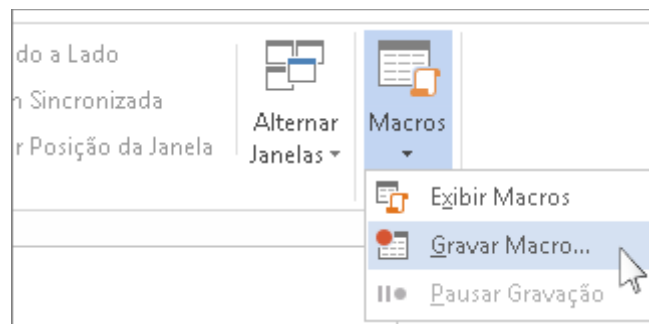 do a Lado
Sincronizada
r Posição da Janela
Alternar
Janelas
Macros
Exibir Macros
Gravar Macro...
Pausar Gravação